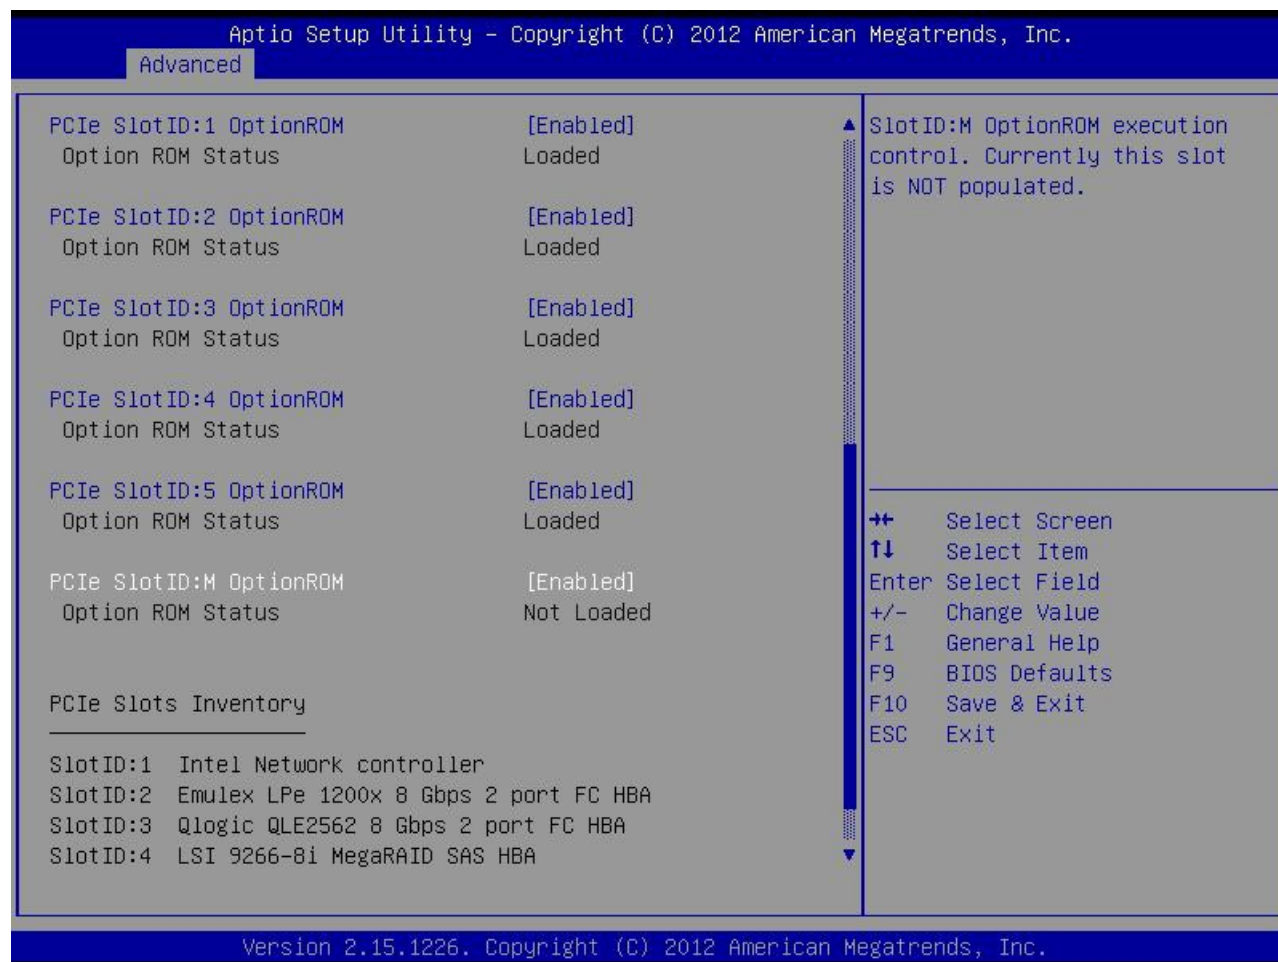 Aptio Setup Utility – Copyright (C) 2012 American Megatrends, Inc.
Advanced
PCIe SlotID:1 OptionROM [Enabled]
Option ROM Status Loaded
PCIe SlotID:2 OptionROM [Enabled]
Option ROM Status Loaded
PCIe SlotID:3 OptionROM [Enabled]
Option ROM Status Loaded
PCIe SlotID:4 OptionROM [Enabled]
Option ROM Status Loaded
PCIe SlotID:5 OptionROM [Enabled]
Option ROM Status Loaded
PCIe SlotID:M OptionROM [Enabled]
Option ROM Status Not Loaded
PCIe Slots Inventory
SlotID:1 Intel Network controller
SlotID:2 Emulex LPe 1200x 8 Gbps 2 port FC HBA
SlotID:3 Qlogic QLE2562 8 Gbps 2 port FC HBA
SlotID:4 LSI 9266-8i MegaRAID SAS HBA
SlotID:M OptionROM execution
control. Currently this slot
is NOT populated.
→← Select Screen
↑↓ Select Item
Enter Select Field
+/- Change Value
F1 General Help
F9 BIOS Defaults
F10 Save & Exit
ESC Exit
Version 2.15.1226. Copyright (C) 2012 American Megatrends, Inc.